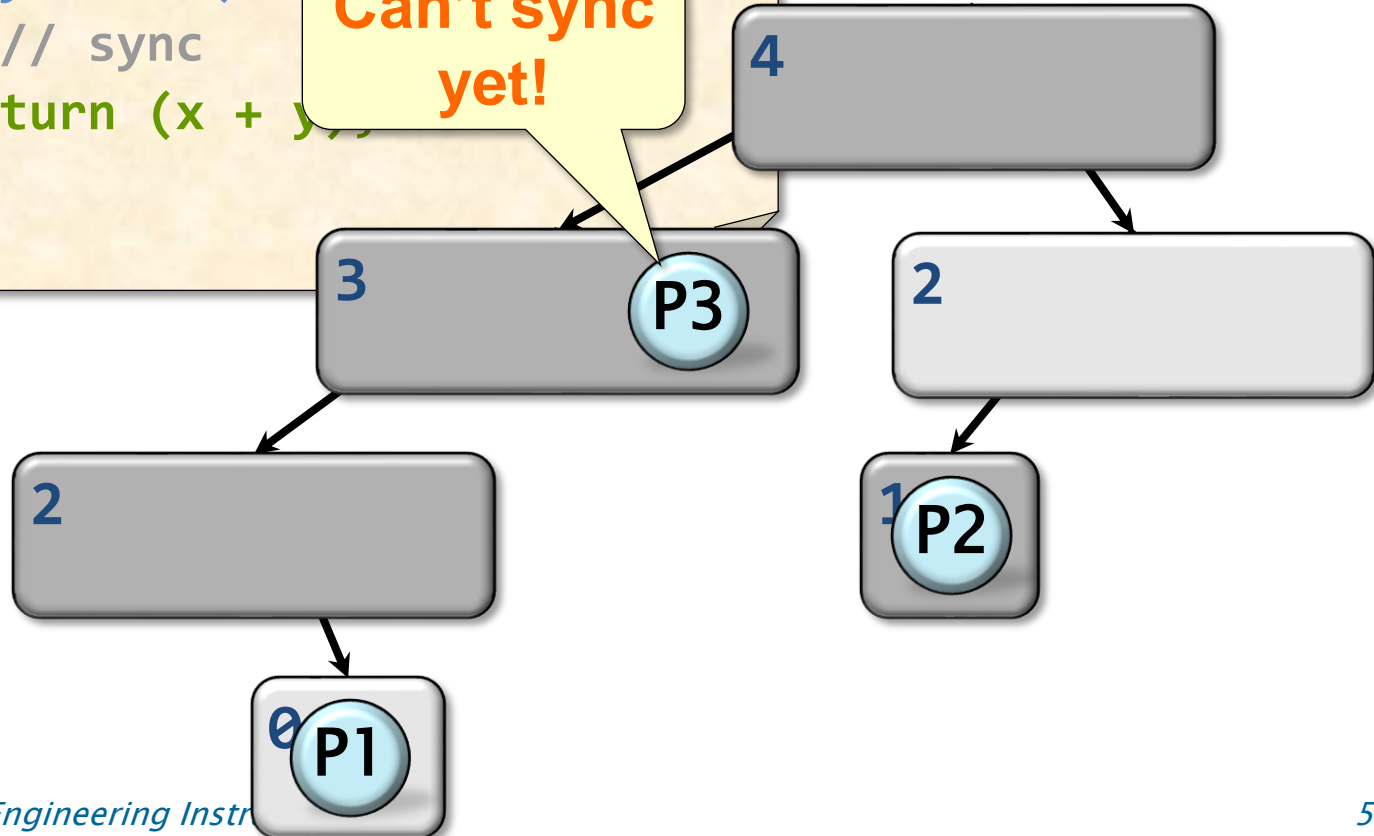 Can't sync
yet!
// sync
turn (x + y);
4
3
P3
2
2
1
P2
0
P1
Engineering Instr
5